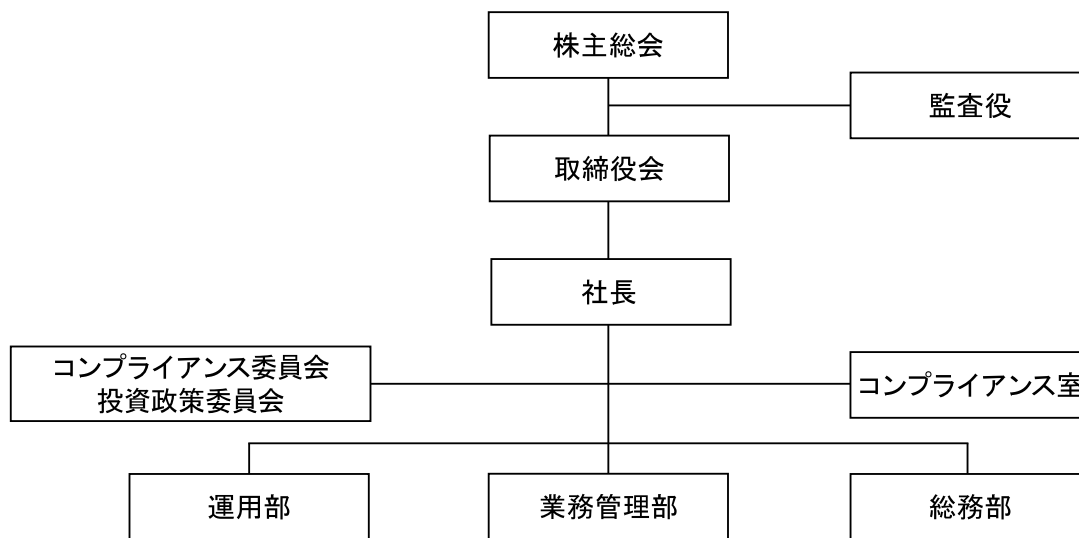 株主総会
監査役
取締役会
社長
コンプライアンス委員会
投資政策委員会
コンプライアンス室
運用部
業務管理部
総務部